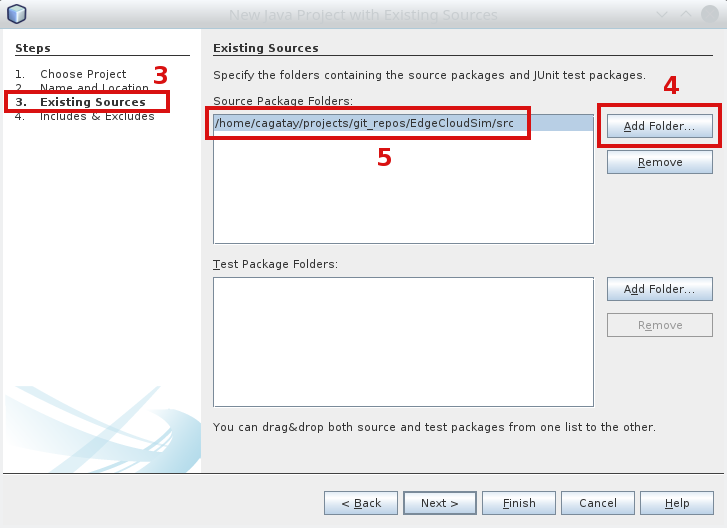 New Java Project with Existing Sources
Steps
1. Choose Project
2. Name and Location
3. Existing Sources
4. Includes & Excludes
3
Existing Sources
Specify the folders containing the source packages and JUnit test packages.
Source Package Folders:
/home/cagatay/projects/git_repos/EdgeCloudSim/src
4
Add Folder...
5
Remove
Test Package Folders:
Add Folder...
Remove
You can drag&drop both source and test packages from one list to the other.
< Back Next > Finish Cancel Help